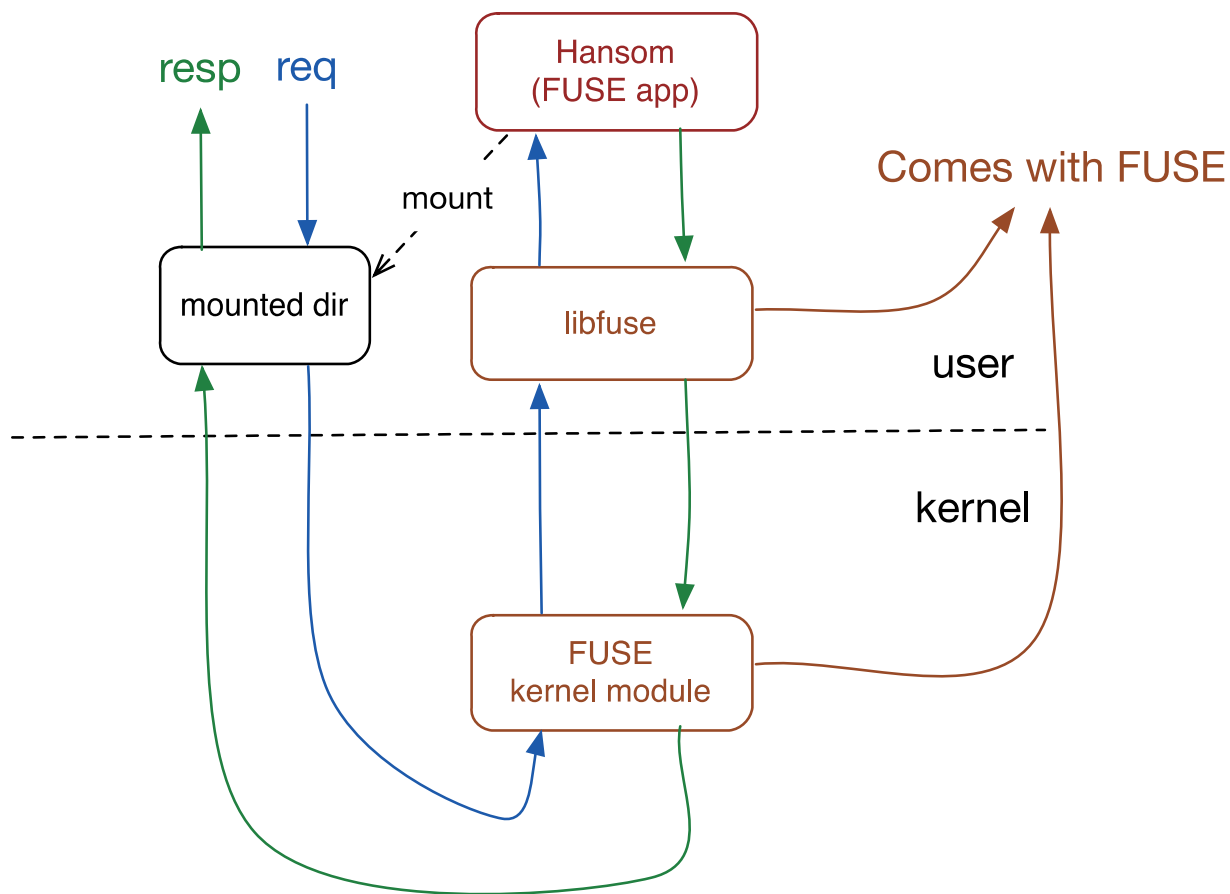 resp
req
Hansom
(FUSE app)
Comes with FUSE
mount
mounted dir
libfuse
user
kernel
FUSE
kernel module